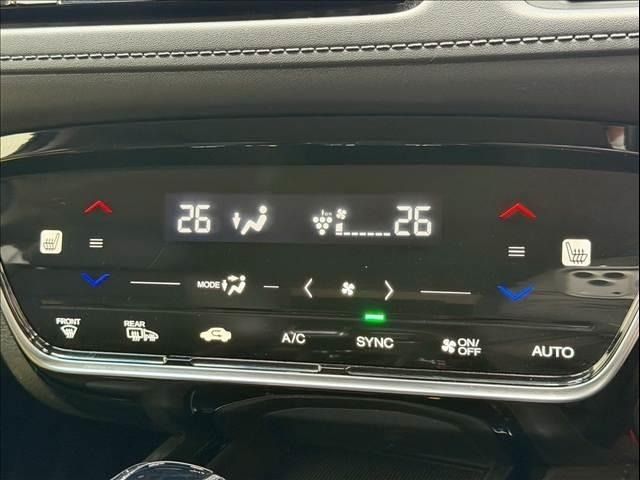 26 26
MODE
FRONT REAR A/C SYNC ON/OFF AUTO